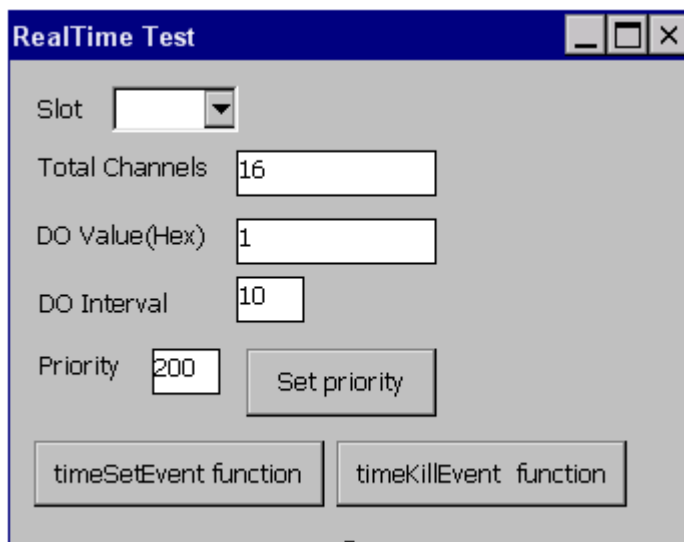 RealTime Test
Slot
Total Channels 16
DO Value(Hex) 1
DO Interval 10
Priority 200 Set priority
timeSetEvent function timeKillEvent function